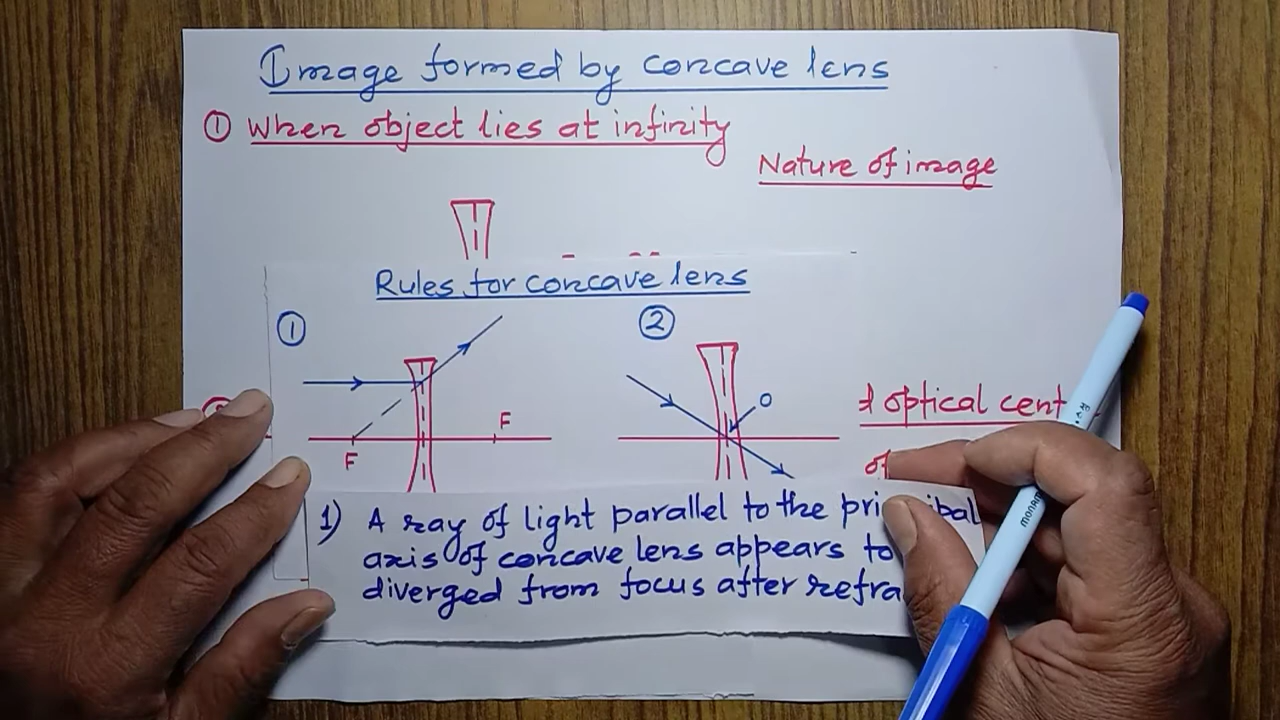 Image formed by concave lens
① When object lies at infinity
Nature of image
Rules for concave lens
①
②
F
F
O
optical cent
of
1) A ray of light parallel to the
axis of concave lens appears to
diverged from focus after refra